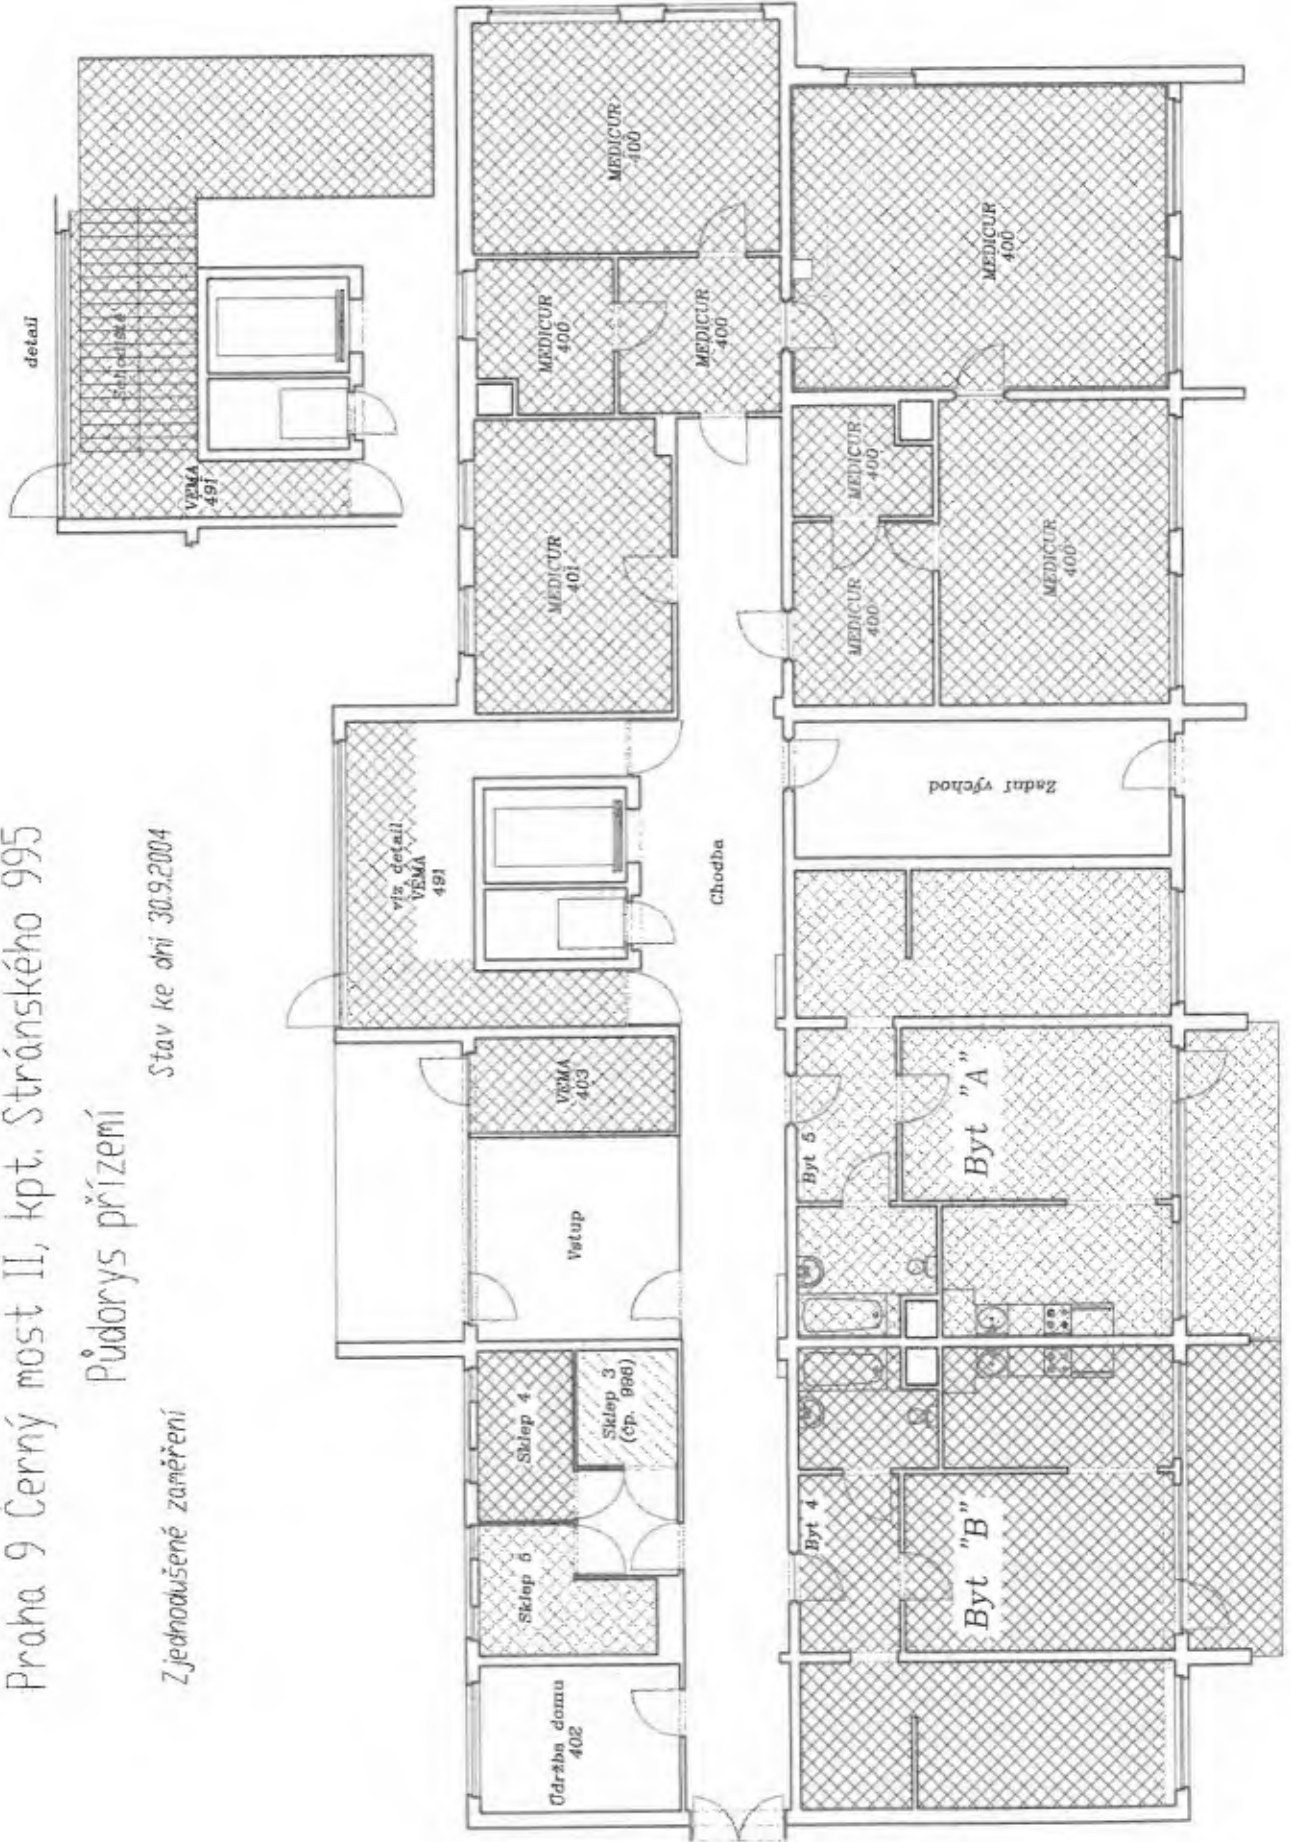 Praha 9 Černý most II, kpt. Stránského 995
Půdorys přízemí
Zjednodušené zaměření
Stav ke dni 30.9.2004
detail
Schodiště
VEMA
491
MEDICUR
400
MEDICUR
400
MEDICUR
400
MEDICUR
401
MEDICUR
400
MEDICUR
400
MEDICUR
400
MEDICUR
400
viz detail
VEMA
491
Chodba
Zadní východ
VEMA
403
Vstup
Sklep 4
Sklep 3
(čp. 996)
Sklep 5
Údržba domu
402
Byt 5
Byt "A"
Byt 4
Byt "B"